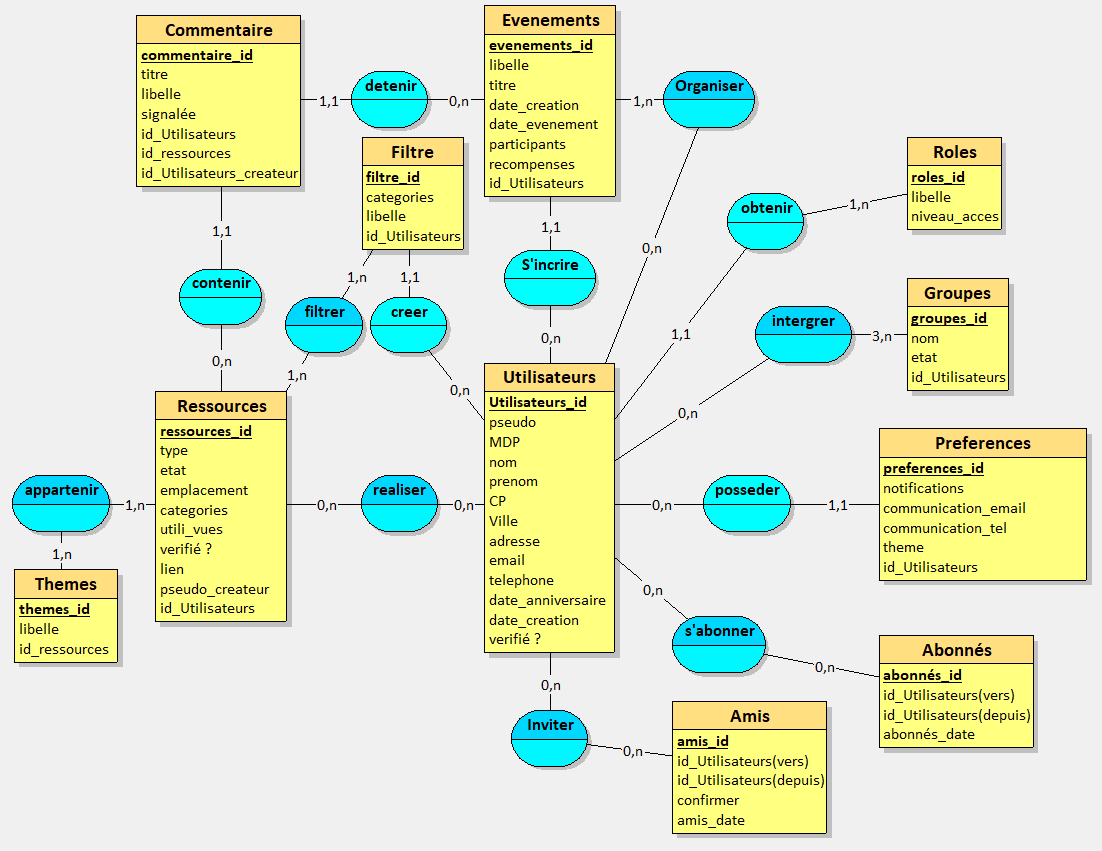 Commentaire
commentaire_id
titre
libelle
signalée
id_Utilisateurs
id_ressources
id_Utilisateurs_createur
1,1
detenir
0,n
Evenements
evenements_id
libelle
titre
date_creation
date_evenement
participants
recompenses
id_Utilisateurs
1,n
Organiser
0,n
Filtre
filtre_id
categories
libelle
id_Utilisateurs
Roles
roles_id
libelle
niveau_acces
obtenir
1,n
1,1
1,1
contenir
0,n
1,n
filtrer
1,n
1,1
creer
0,n
1,1
S'incrire
0,n
Groupes
groupes_id
nom
etat
id_Utilisateurs
intergrer
3,n
0,n
Ressources
ressources_id
type
etat
emplacement
categories
utili_vues
verifié ?
lien
pseudo_createur
id_Utilisateurs
Utilisateurs
Utilisateurs_id
pseudo
MDP
nom
prenom
CP
Ville
adresse
email
telephone
date_anniversaire
date_creation
verifié ?
Preferences
preferences_id
notifications
communication_email
communication_tel
theme
id_Utilisateurs
appartenir
1,n
1,n
0,n
realiser
0,n
0,n
posseder
1,1
Themes
themes_id
libelle
id_ressources
0,n
s'abonner
0,n
Abonnés
abonnés_id
id_Utilisateurs(vers)
id_Utilisateurs(depuis)
abonnés_date
0,n
Inviter
0,n
Amis
amis_id
id_Utilisateurs(vers)
id_Utilisateurs(depuis)
confirmer
amis_date